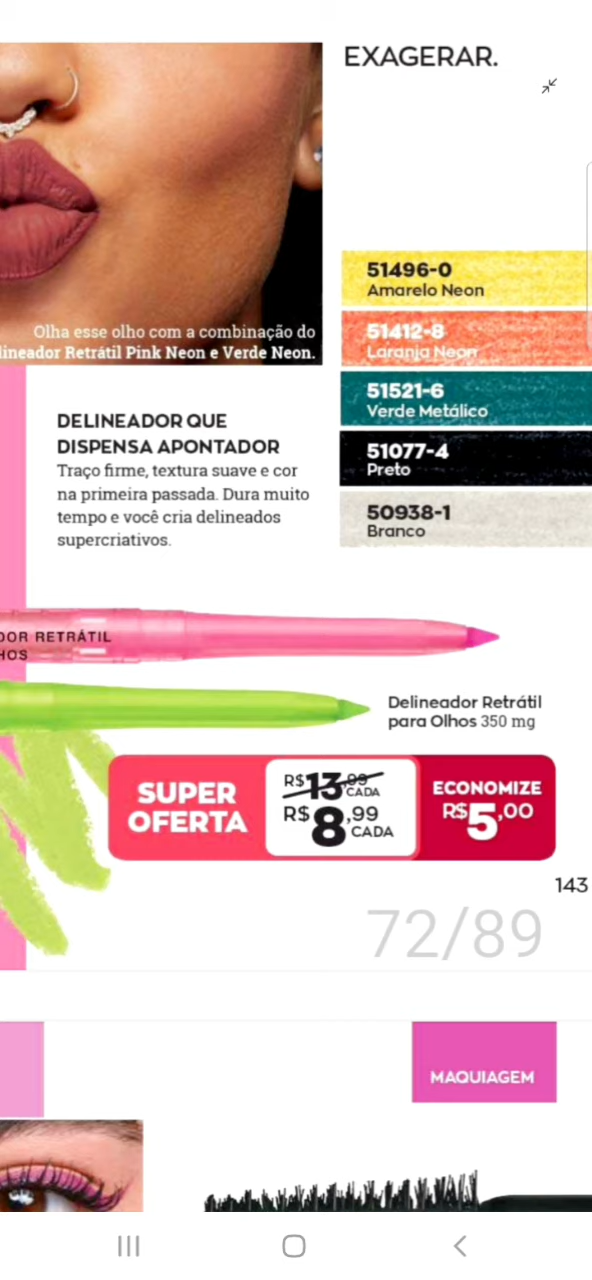 EXAGERAR.
Olha esse olho com a combinação do
lineador Retrátil Pink Neon e Verde Neon.
51496-0
Amarelo Neon
51412-8
Laranja Neon
51521-6
Verde Metálico
51077-4
Preto
50938-1
Branco
DELINEADOR QUE
DISPENSA APONTADOR
Traço firme, textura suave e cor
na primeira passada. Dura muito
tempo e você cria delineados
supercriativos.
DOR RETRÁTIL
HOS
Delineador Retrátil
para Olhos 350 mg
SUPER
OFERTA
R$13,99
CADA
R$8,99
CADA
ECONOMIZE
R$5,00
143
72/89
MAQUIAGEM